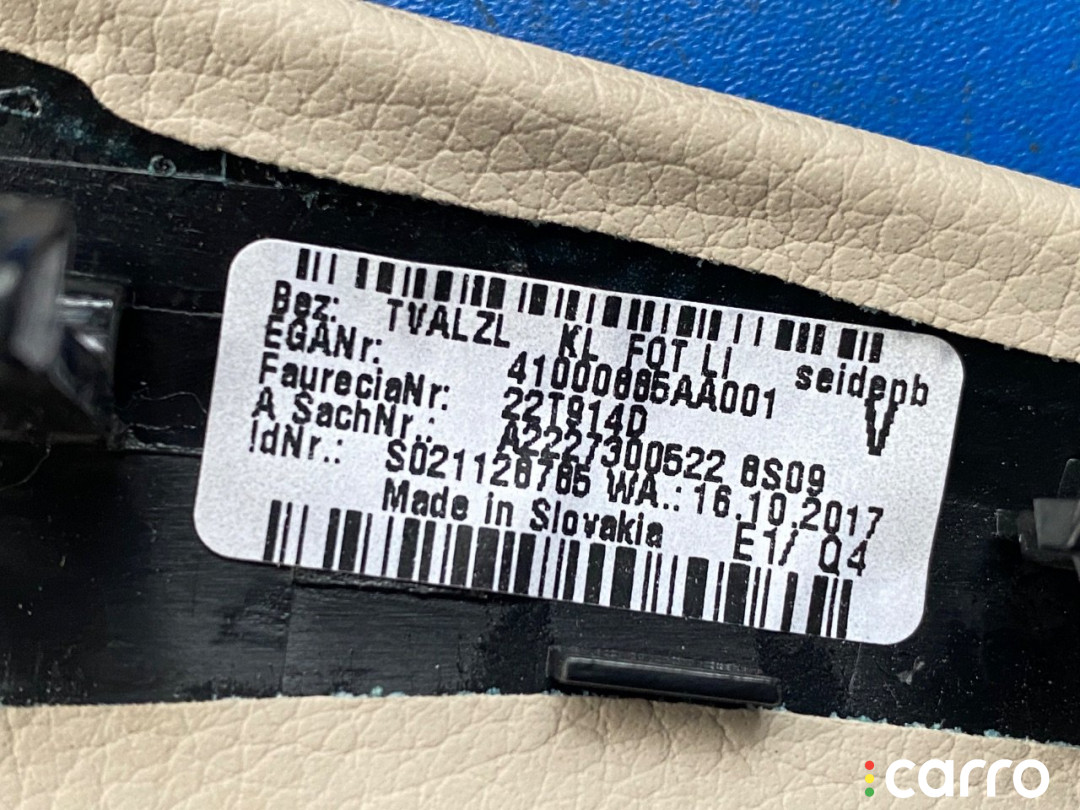 Bez: TVALZL KL FOT LI seidenb
EGANr: 41000885AA001 V
FaureciaNr: 22T914D
A SachNr.: A2227300522 8S09
IdNr.: S021128785 WA.: 16.10.2017
Made in Slovakia E1/ Q4
carro